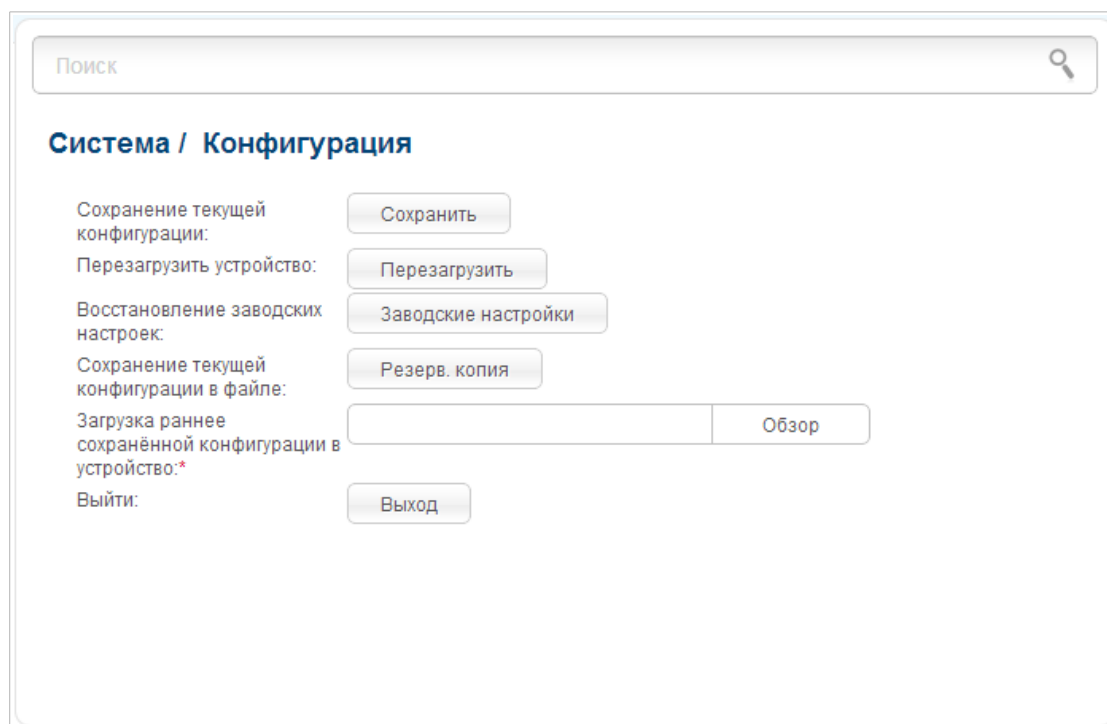 Поиск
Система / Конфигурация
Сохранение текущей
конфигурации:
Сохранить
Перезагрузить устройство:
Перезагрузить
Восстановление заводских
настроек:
Заводские настройки
Сохранение текущей
конфигурации в файле:
Резерв. копия
Загрузка раннее
сохранённой конфигурации в
устройство:*
Обзор
Выйти:
Выход